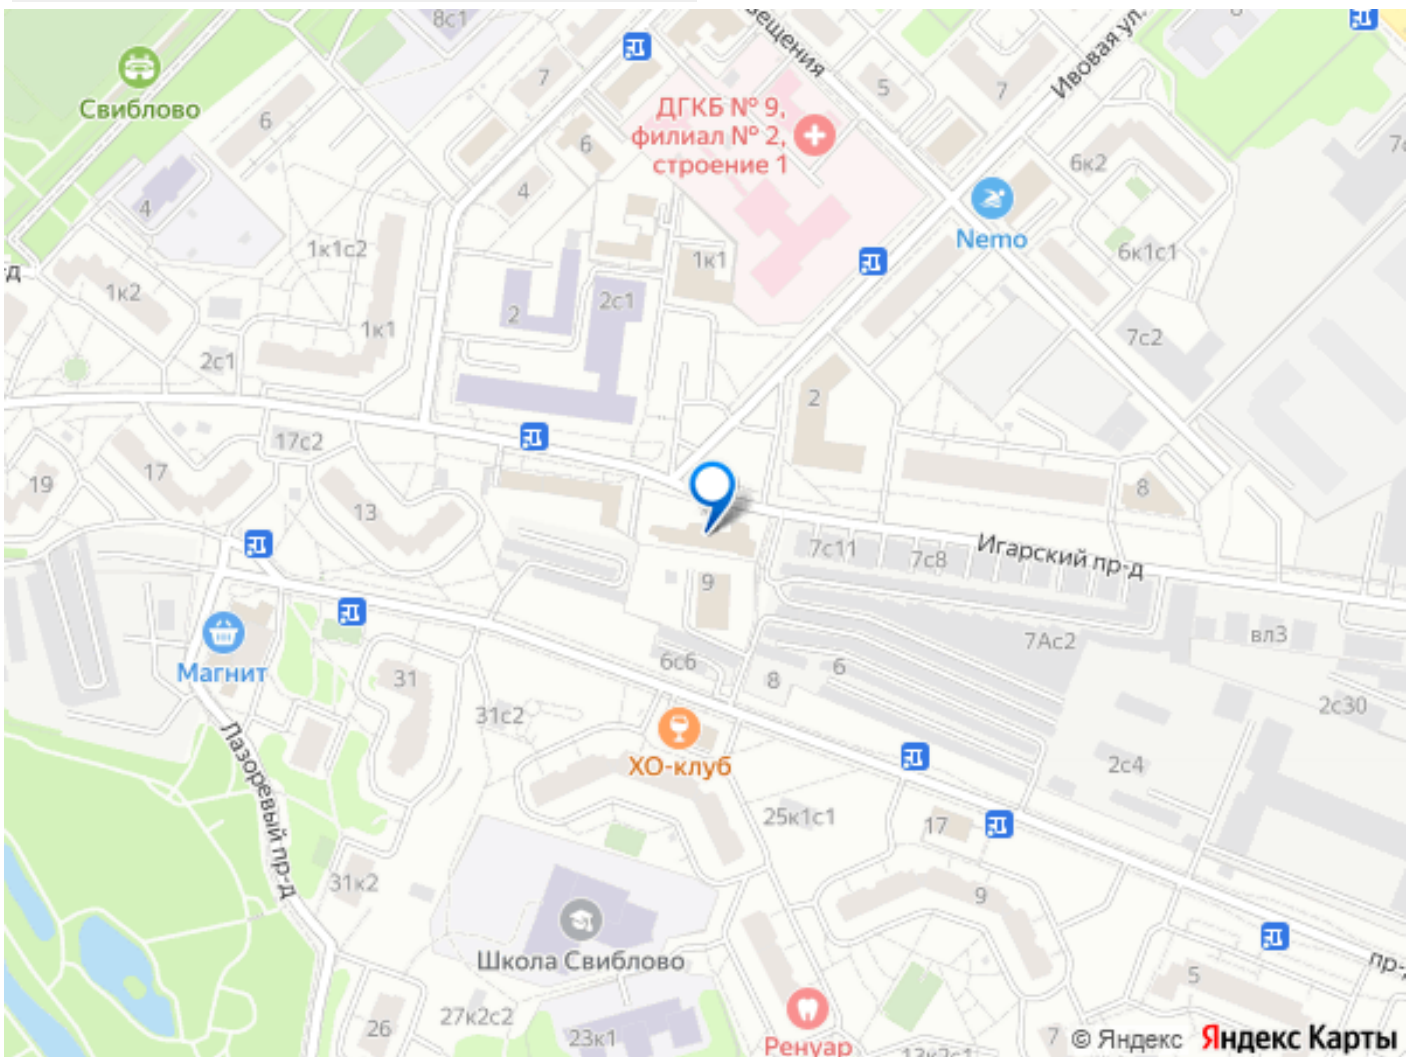 8с1
вещения
Ивовая ул.
Свиблово
7
5
7
ДГКБ № 9,
филиал № 2,
строение 1
6
6
6к2
4
4
Nemo
1к1с2
1к1
6к1с1
-д
1к2
2с1
2
1к1
7с2
2с1
2
17с2
17
19
8
13
7с11
7с8
Игарский пр-д
9
вл3
7Ас2
Магнит
6с6
6
8
31
2с30
31с2
Лазоревый пр-д
ХО-клуб
2с4
25к1с1
17
31к2
9
Школа Свиблово
пр-
5
27к2с2
26
23к1
Ренуар
7
13к2с1
© Яндекс
Яндекс Карты